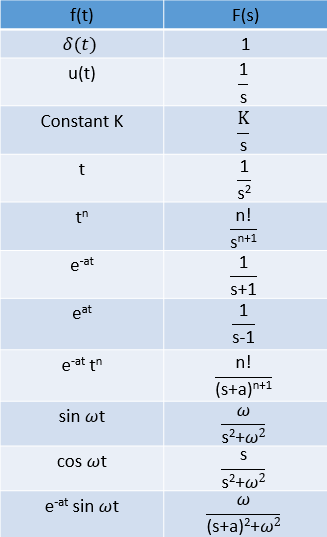 f(t) F(s)
δ(t) 1
u(t) 1/s
Constant K K/s
t 1/s²
tⁿ n!/sⁿ⁺¹
e⁻ᵃᵗ 1/s+1
eᵃᵗ 1/s-1
e⁻ᵃᵗ tⁿ n!/(s+a)ⁿ⁺¹
sin ωt ω/s²+ω²
cos ωt s/s²+ω²
e⁻ᵃᵗ sin ωt ω/(s+a)²+ω²